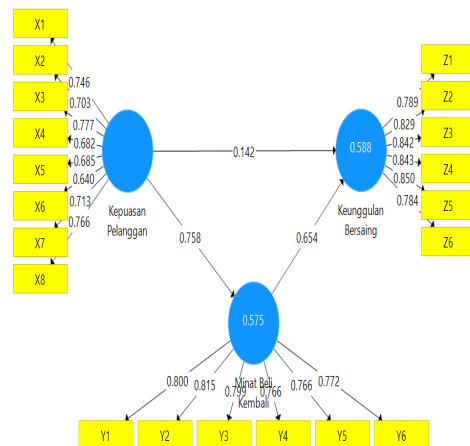 X1
X2
X3
X4
X5
X6
X7
X8
0.746
0.703
0.777
0.682
0.685
0.640
0.713
0.766
Kepuasan
Pelanggan
0.142
0.758
0.654
0.588
Keunggulan
Bersaing
0.789
0.829
0.842
0.843
0.850
0.784
Z1
Z2
Z3
Z4
Z5
Z6
0.575
Minat Beli
Kembali
0.800
0.815
0.799
0.766
0.766
0.772
Y1
Y2
Y3
Y4
Y5
Y6